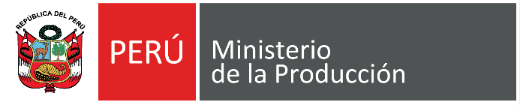 REPÚBLICA DEL PERÚ
PERÚ
Ministerio
de la Producción